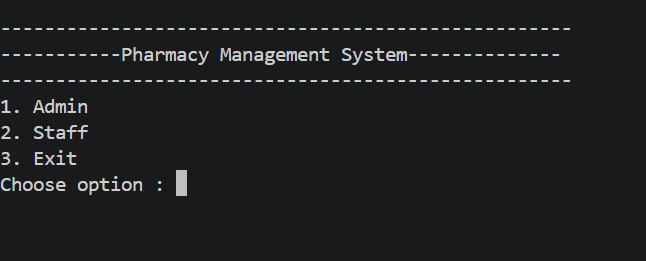 ----------------------------------------------------
-----------Pharmacy Management System--------------
----------------------------------------------------
1. Admin
2. Staff
3. Exit
Choose option :